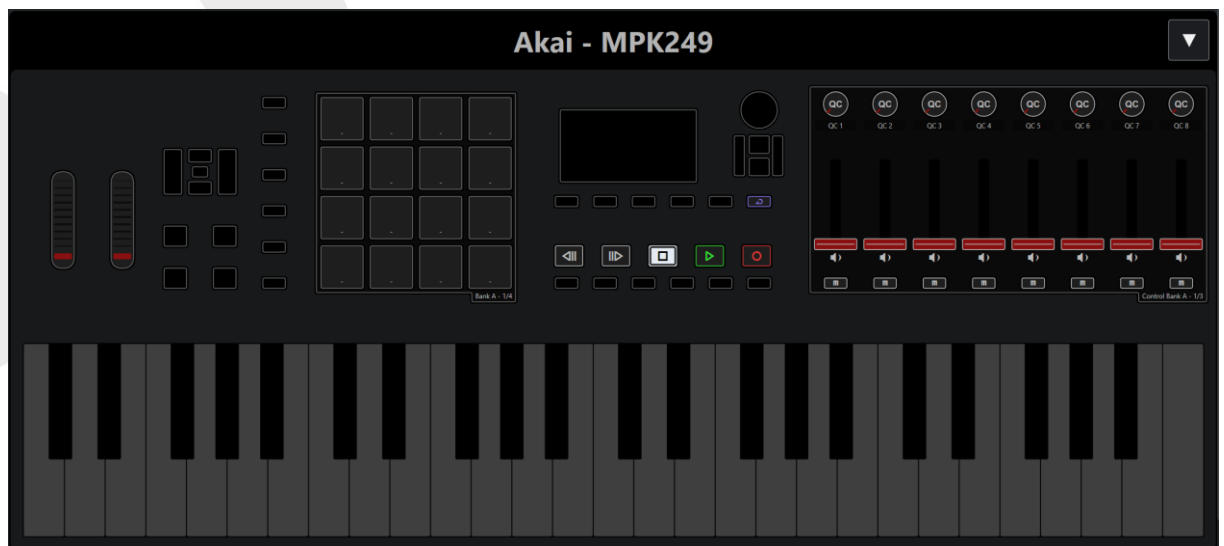 Akai - MPK249
QC QC QC QC QC QC QC QC
QC 1 QC 2 QC 3 QC 4 QC 5 QC 6 QC 7 QC 8
m m m m m m m m
Bank A - 1/4
Control Bank A - 1/3